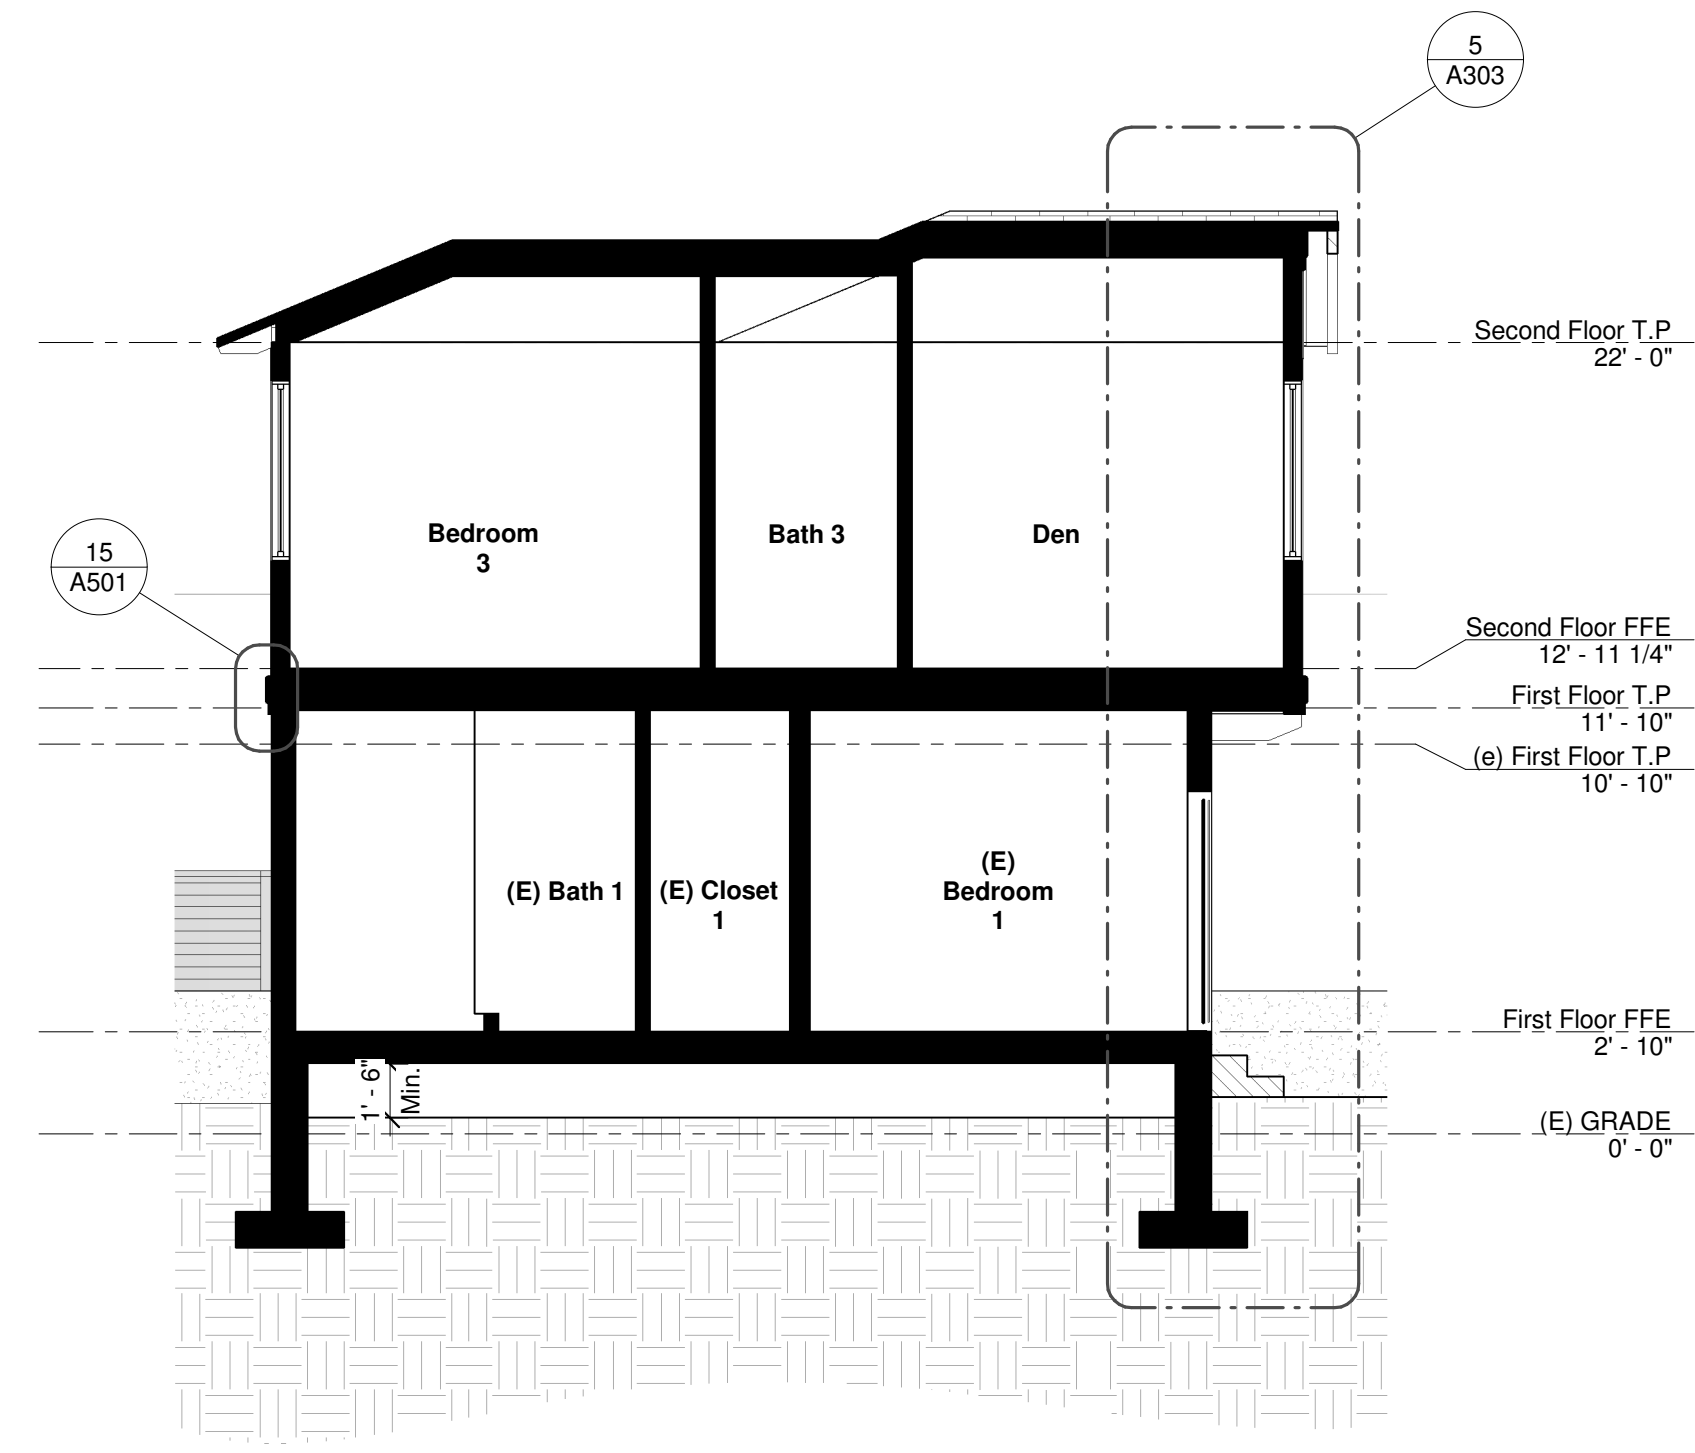 5
A303
Second Floor T.P
22' - 0"
Bedroom
3
Bath 3
Den
15
A501
Second Floor FFE
12' - 11 1/4"
First Floor T.P
11' - 10"
(e) First Floor T.P
10' - 10"
(E) Bath 1
(E) Closet
1
(E)
Bedroom
1
First Floor FFE
2' - 10"
1' - 6"
Min.
(E) GRADE
0' - 0"